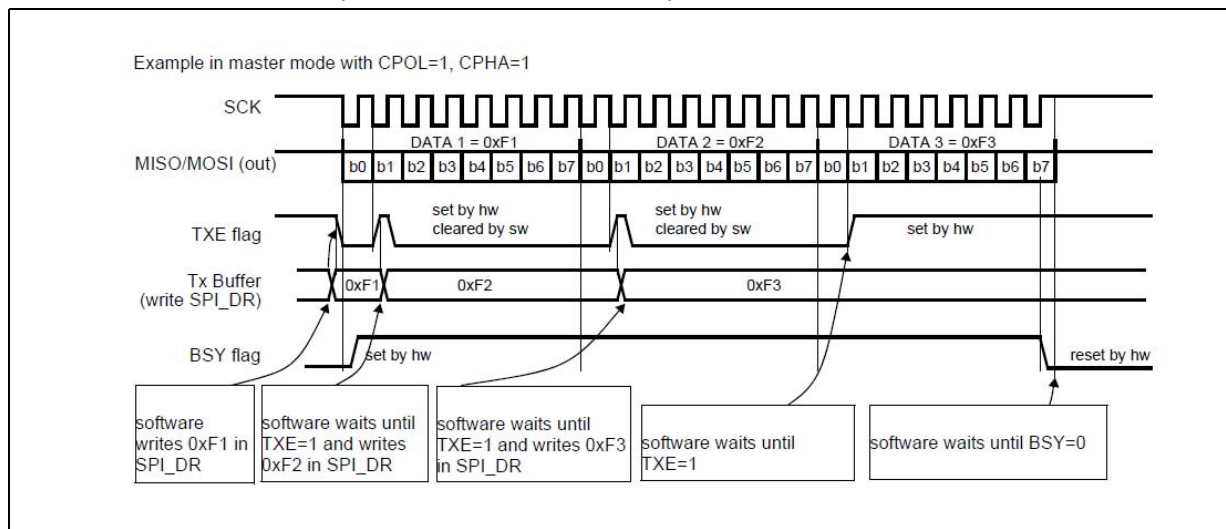 Example in master mode with CPOL=1, CPHA=1
SCK
DATA 1 = 0xF1 DATA 2 = 0xF2 DATA 3 = 0xF3
MISO/MOSI (out) b0 b1 b2 b3 b4 b5 b6 b7 b0 b1 b2 b3 b4 b5 b6 b7 b0 b1 b2 b3 b4 b5 b6 b7
TXE flag
set by hw
cleared by sw
set by hw
cleared by sw
set by hw
Tx Buffer
(write SPI_DR)
0xF1 0xF2 0xF3
BSY flag
set by hw
reset by hw
software
writes 0xF1 in
SPI_DR
software waits until
TXE=1 and writes
0xF2 in SPI_DR
software waits until
TXE=1 and writes 0xF3
in SPI_DR
software waits until
TXE=1
software waits until BSY=0